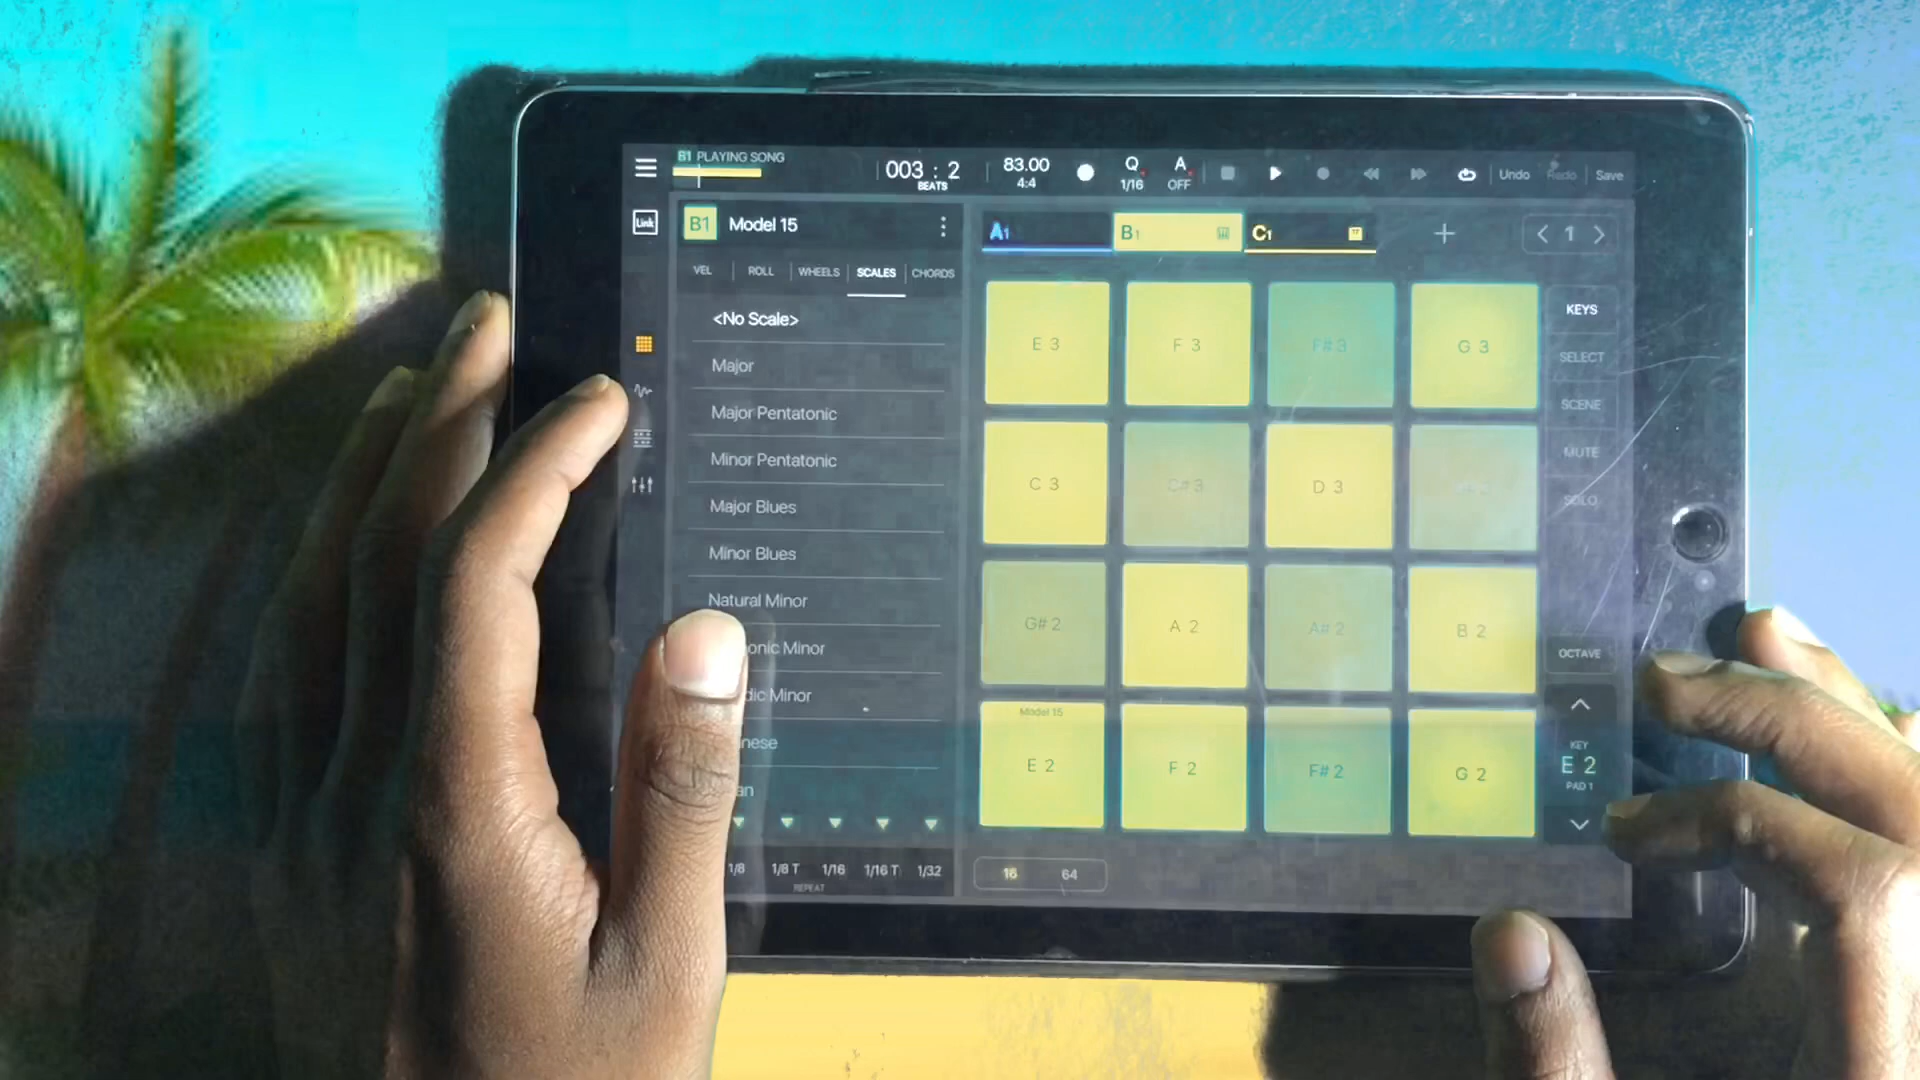 B1 PLAYING SONG
003 : 2
BEATS
83.00
4:4
Q
1/16
A
OFF
Undo
Redo
Save
Link
B1 Model 15
A1
B1
C1
1
VEL
ROLL
WHEELS
SCALES
CHORDS
<No Scale>
Major
Major Pentatonic
Minor Pentatonic
Major Blues
Minor Blues
Natural Minor
onic Minor
dic Minor
nese
an
1/8
1/8 T
1/16
1/16 T
1/32
REPEAT
E 3
F 3
F# 3
G 3
C 3
C# 3
D 3
G# 2
A 2
A# 2
B 2
Model 15
E 2
F 2
F# 2
G 2
16
64
KEYS
SELECT
SCENE
MUTE
SOLO
OCTAVE
KEY
E 2
PAD 1